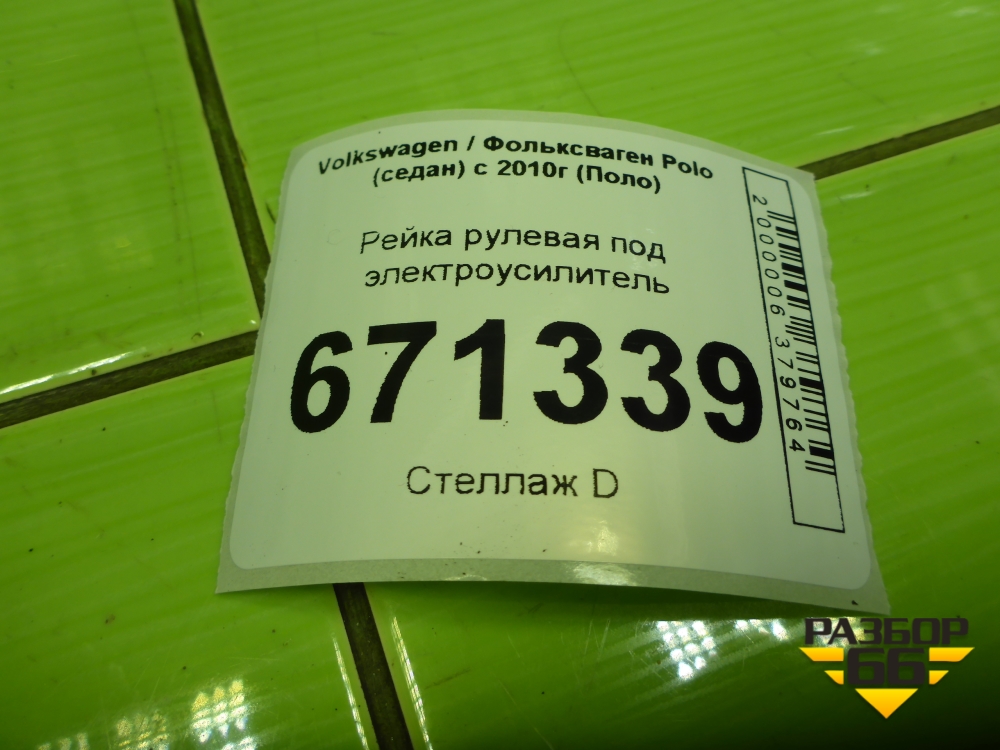 Volkswagen / Фольксваген Polo
(седан) с 2010г (Поло)
Рейка рулевая под
электроусилитель
671339
Стеллаж D
2000006379764
РАЗБОР
66